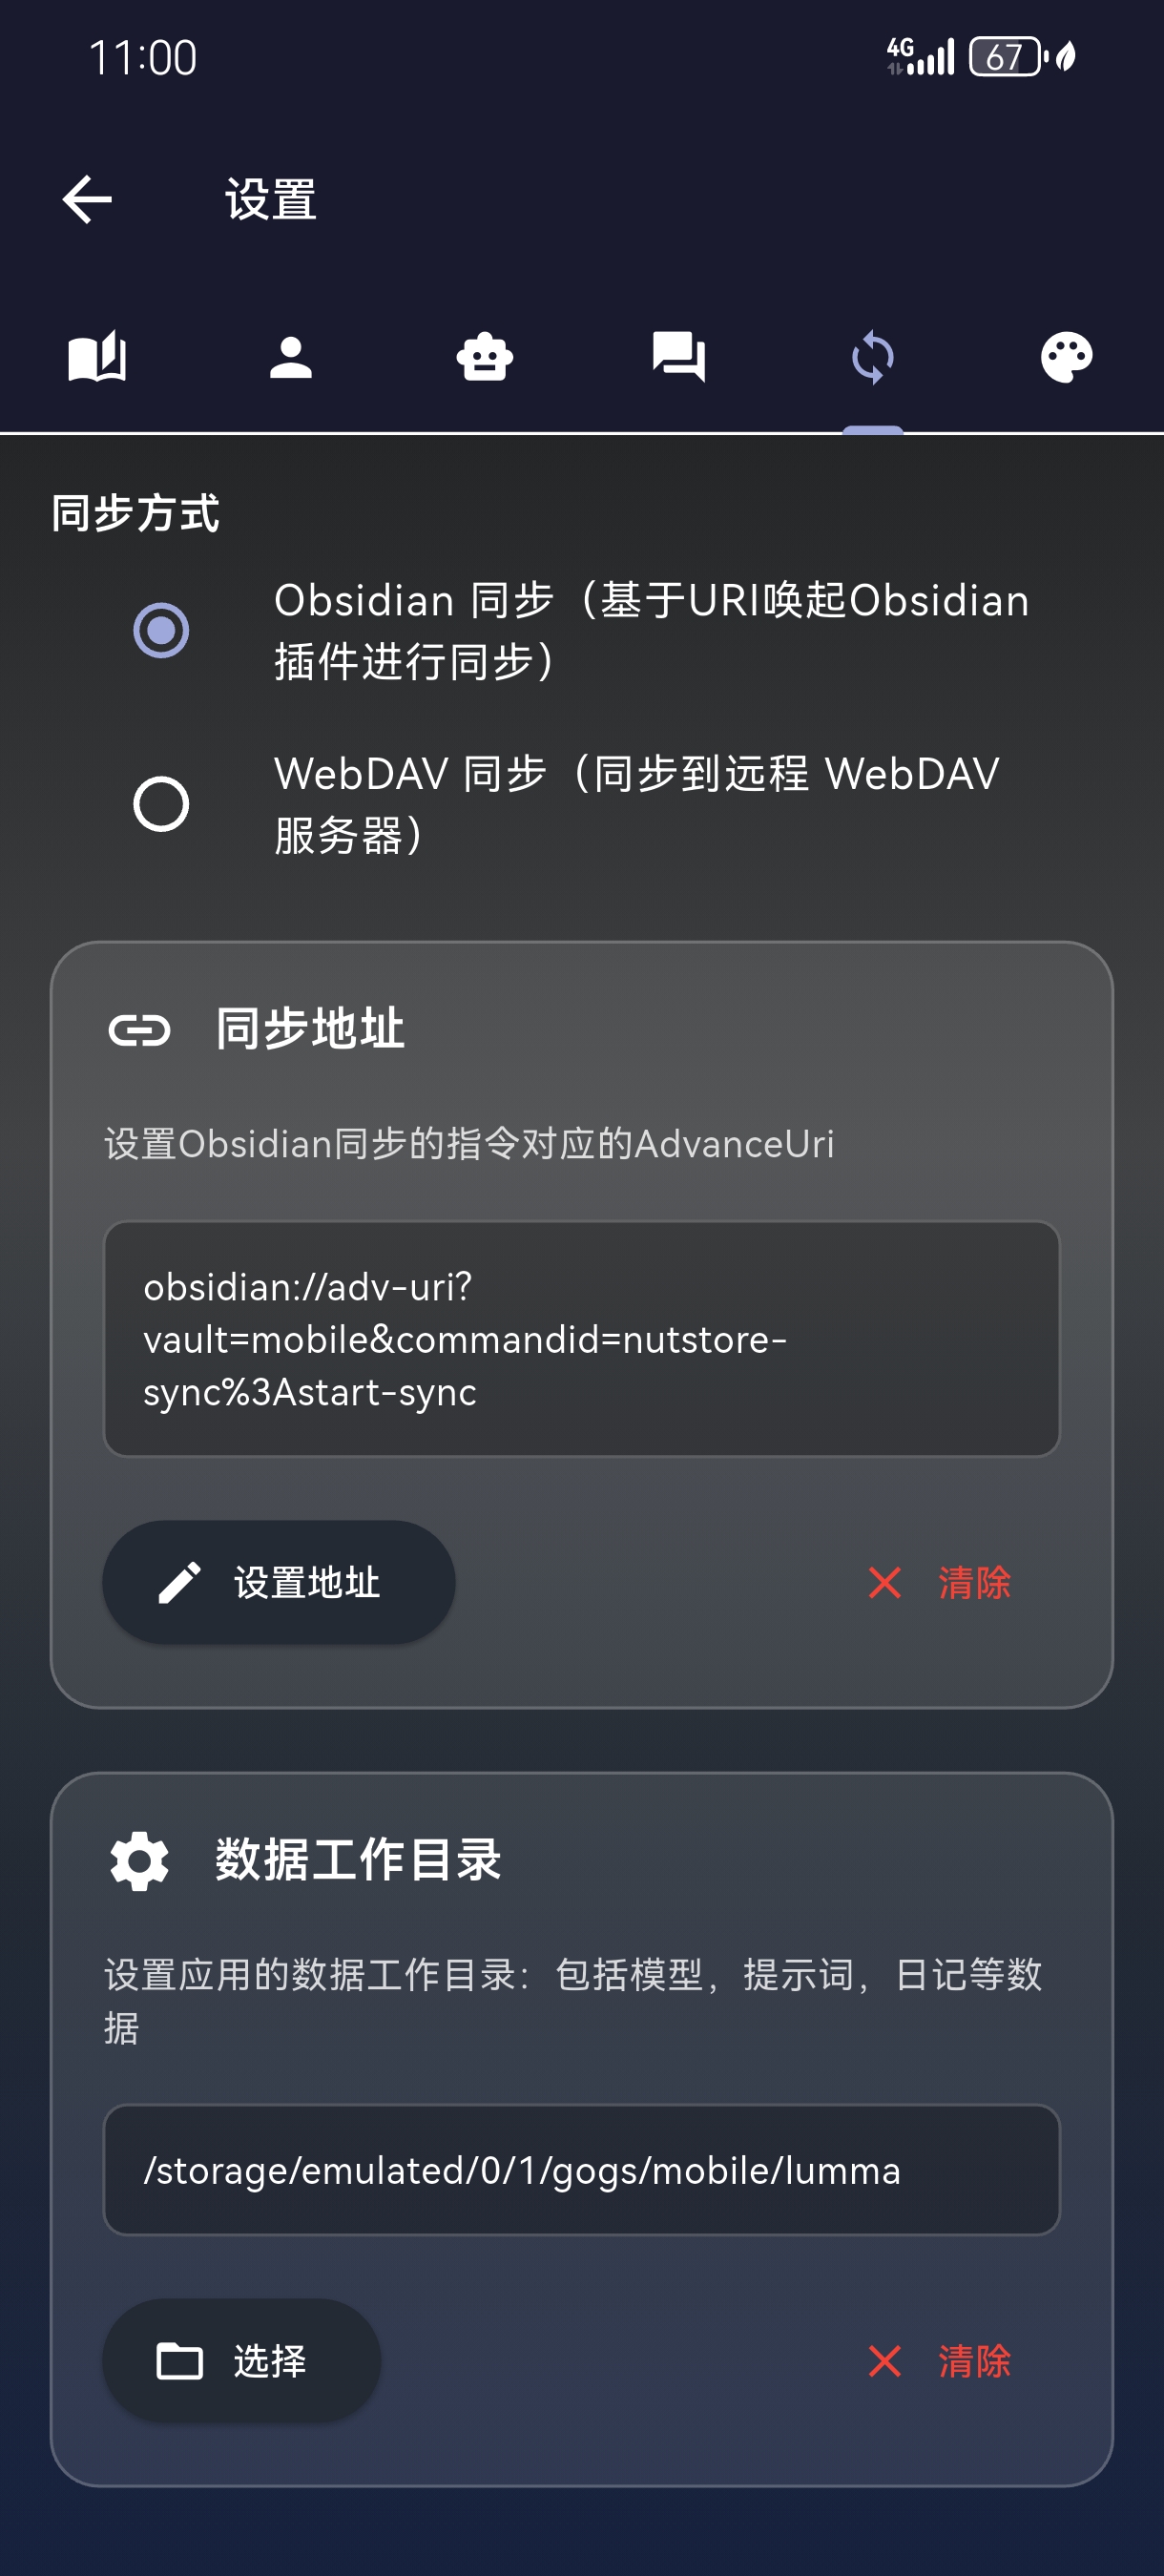 11:00
4G
67
设置
同步方式
Obsidian 同步（基于URI唤起Obsidian
插件进行同步）
WebDAV 同步（同步到远程 WebDAV
服务器）
同步地址
设置Obsidian同步的指令对应的AdvanceUri
obsidian://adv-uri?
vault=mobile&commandid=nutstore-
sync%3Astart-sync
设置地址
清除
数据工作目录
设置应用的数据工作目录：包括模型，提示词，日记等数
据
/storage/emulated/0/1/gogs/mobile/lumma
选择
清除